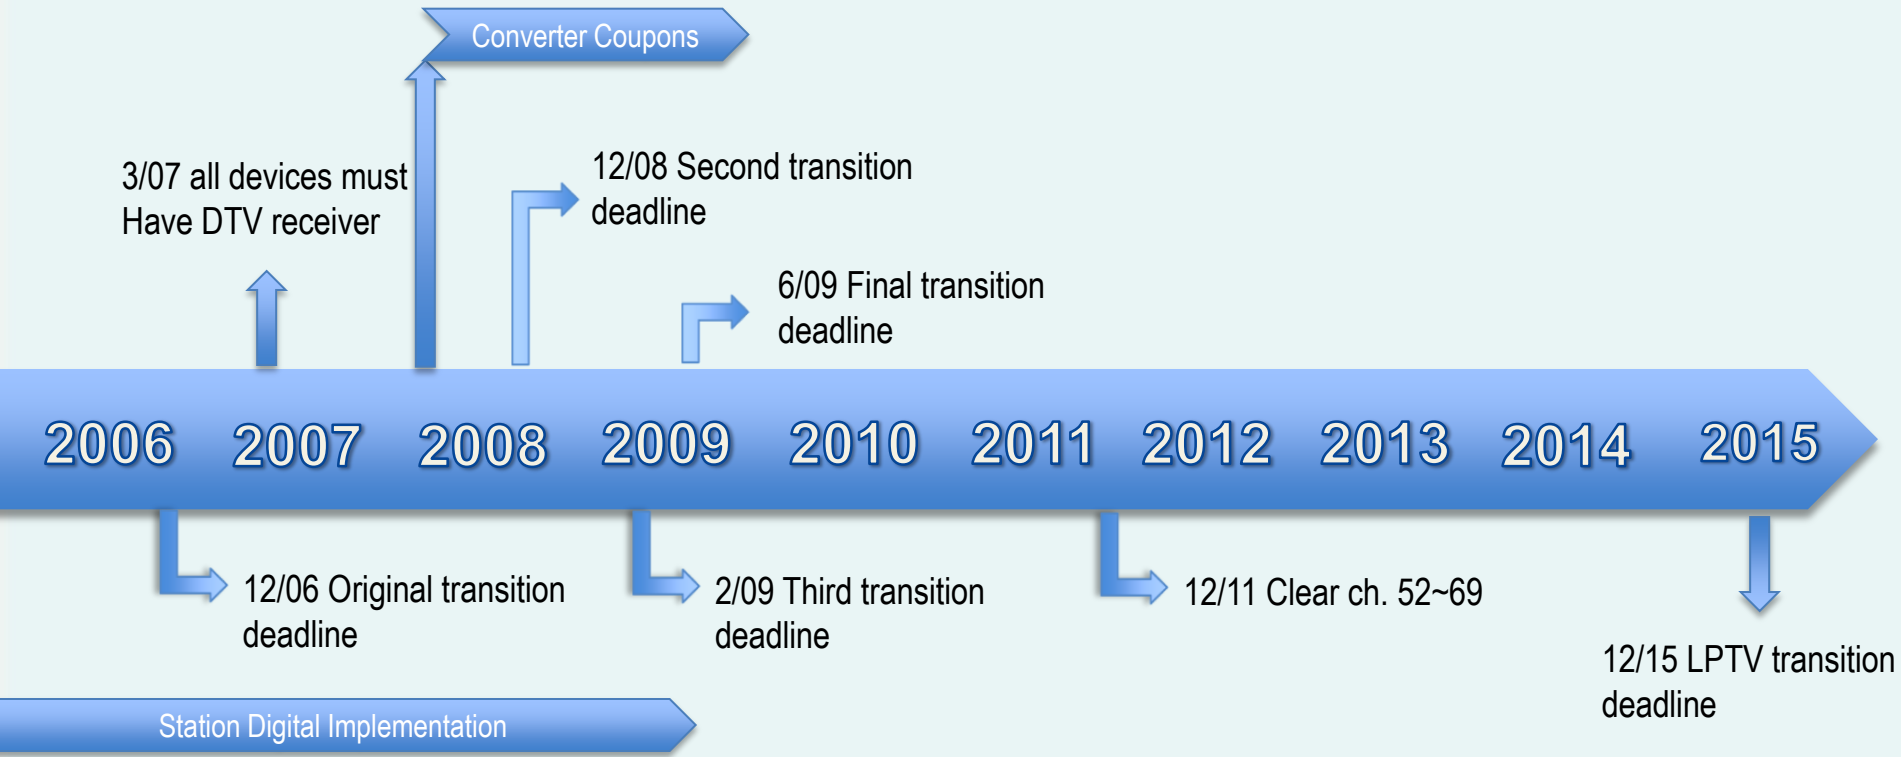 Converter Coupons
3/07 all devices must
Have DTV receiver
12/08 Second transition
deadline
6/09 Final transition
deadline
2006 2007 2008 2009 2010 2011 2012 2013 2014 2015
12/06 Original transition
deadline
2/09 Third transition
deadline
12/11 Clear ch. 52~69
12/15 LPTV transition
deadline
Station Digital Implementation